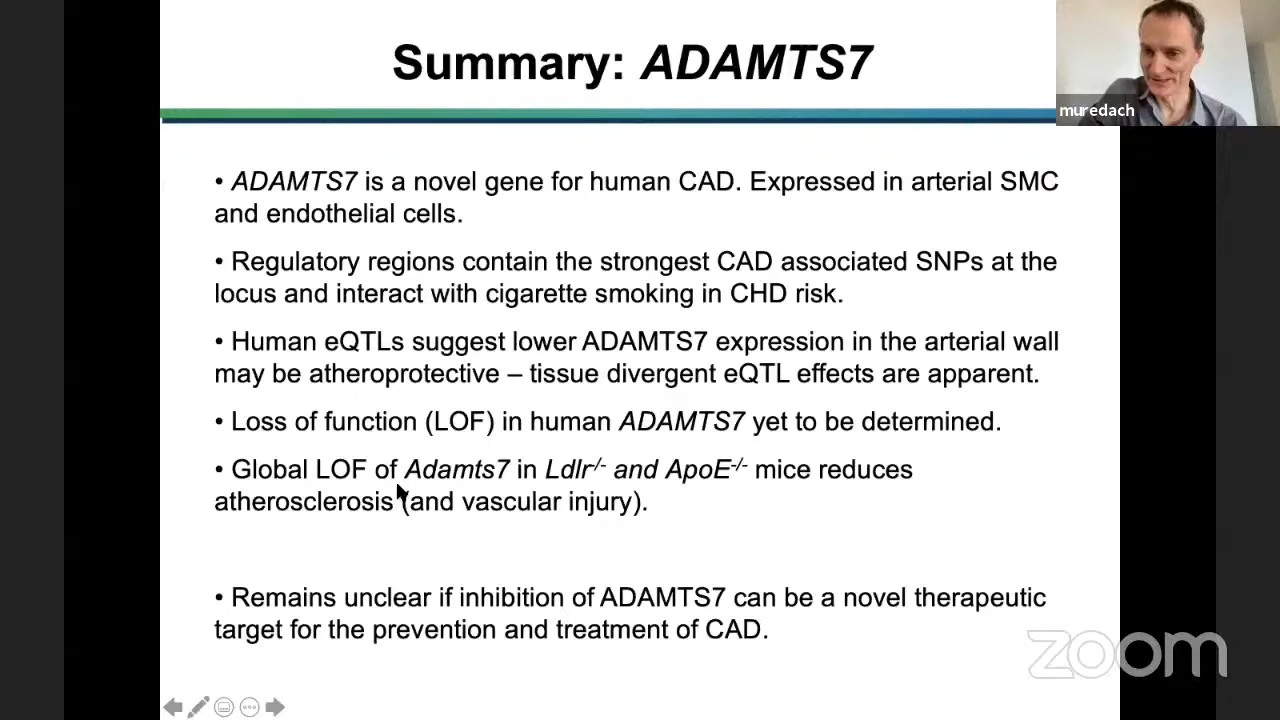 Summary: ADAMTS7
muredach
• ADAMTS7 is a novel gene for human CAD. Expressed in arterial SMC
and endothelial cells.
• Regulatory regions contain the strongest CAD associated SNPs at the
locus and interact with cigarette smoking in CHD risk.
• Human eQTLs suggest lower ADAMTS7 expression in the arterial wall
may be atheroprotective – tissue divergent eQTL effects are apparent.
• Loss of function (LOF) in human ADAMTS7 yet to be determined.
• Global LOF of Adamts7 in Ldlr-/- and ApoE-/- mice reduces
atherosclerosis (and vascular injury).
• Remains unclear if inhibition of ADAMTS7 can be a novel therapeutic
target for the prevention and treatment of CAD.
zoom